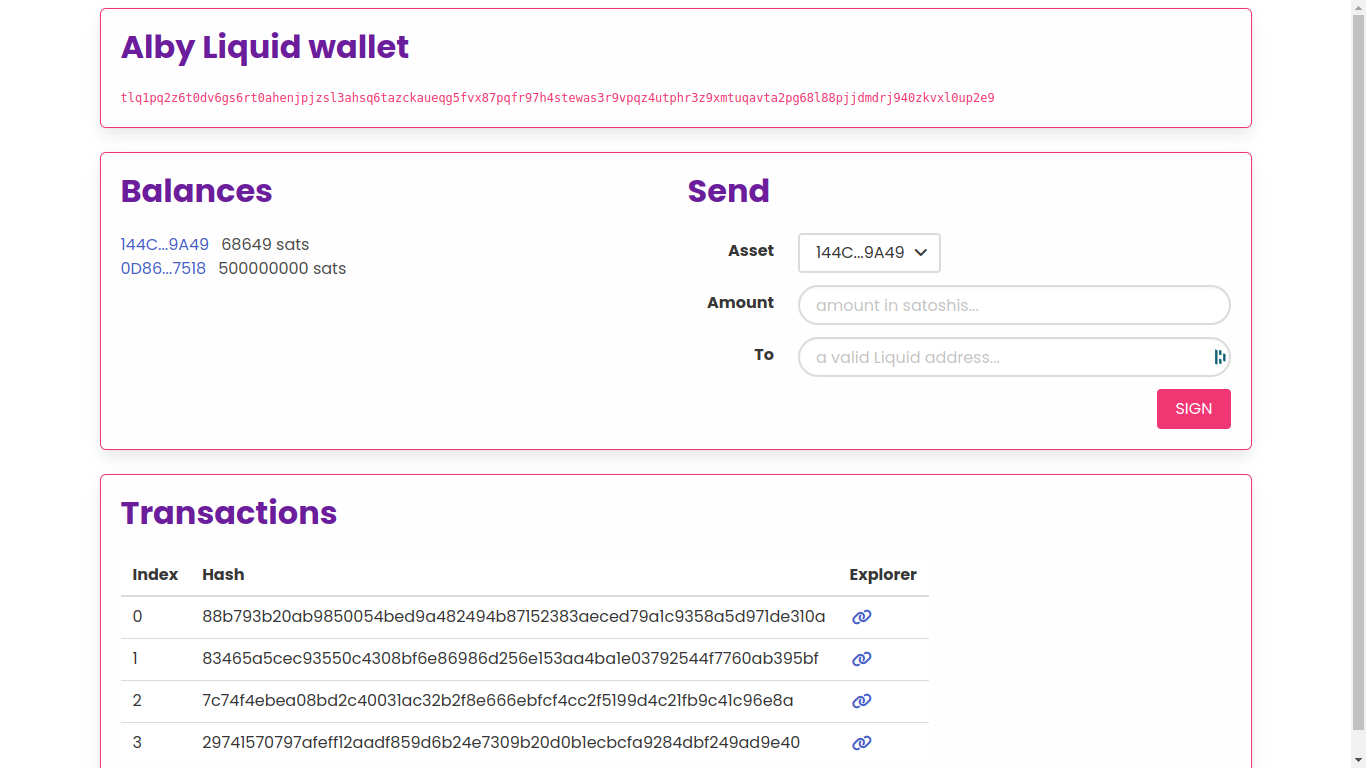 Alby Liquid wallet
tlq1pq2z6t0dv6gs6rt0ahenjpjzsl3ahsq6tazckaueqg5fvx87pqfr97h4stewas3r9vpqz4utphr3z9xmtuqavta2pg68l88pjjdmdrj940zkvxl0up2e9
Balances
144C...9A49 68649 sats
0D86...7518 500000000 sats
Send
Asset 144C...9A49
Amount amount in satoshis...
To a valid Liquid address...
SIGN
Transactions
Index Hash Explorer
0 88b793b20ab9850054bed9a482494b87152383aeced79a1c9358a5d971de310a
1 83465a5cec93550c4308bf6e86986d256e153aa4ba1e03792544f7760ab395bf
2 7c74f4ebea08bd2c40031ac32b2f8e666ebfcf4cc2f5199d4c21fb9c41c96e8a
3 29741570797afeff12aadf859d6b24e7309b20d0b1ecbcfa9284dbf249ad9e40